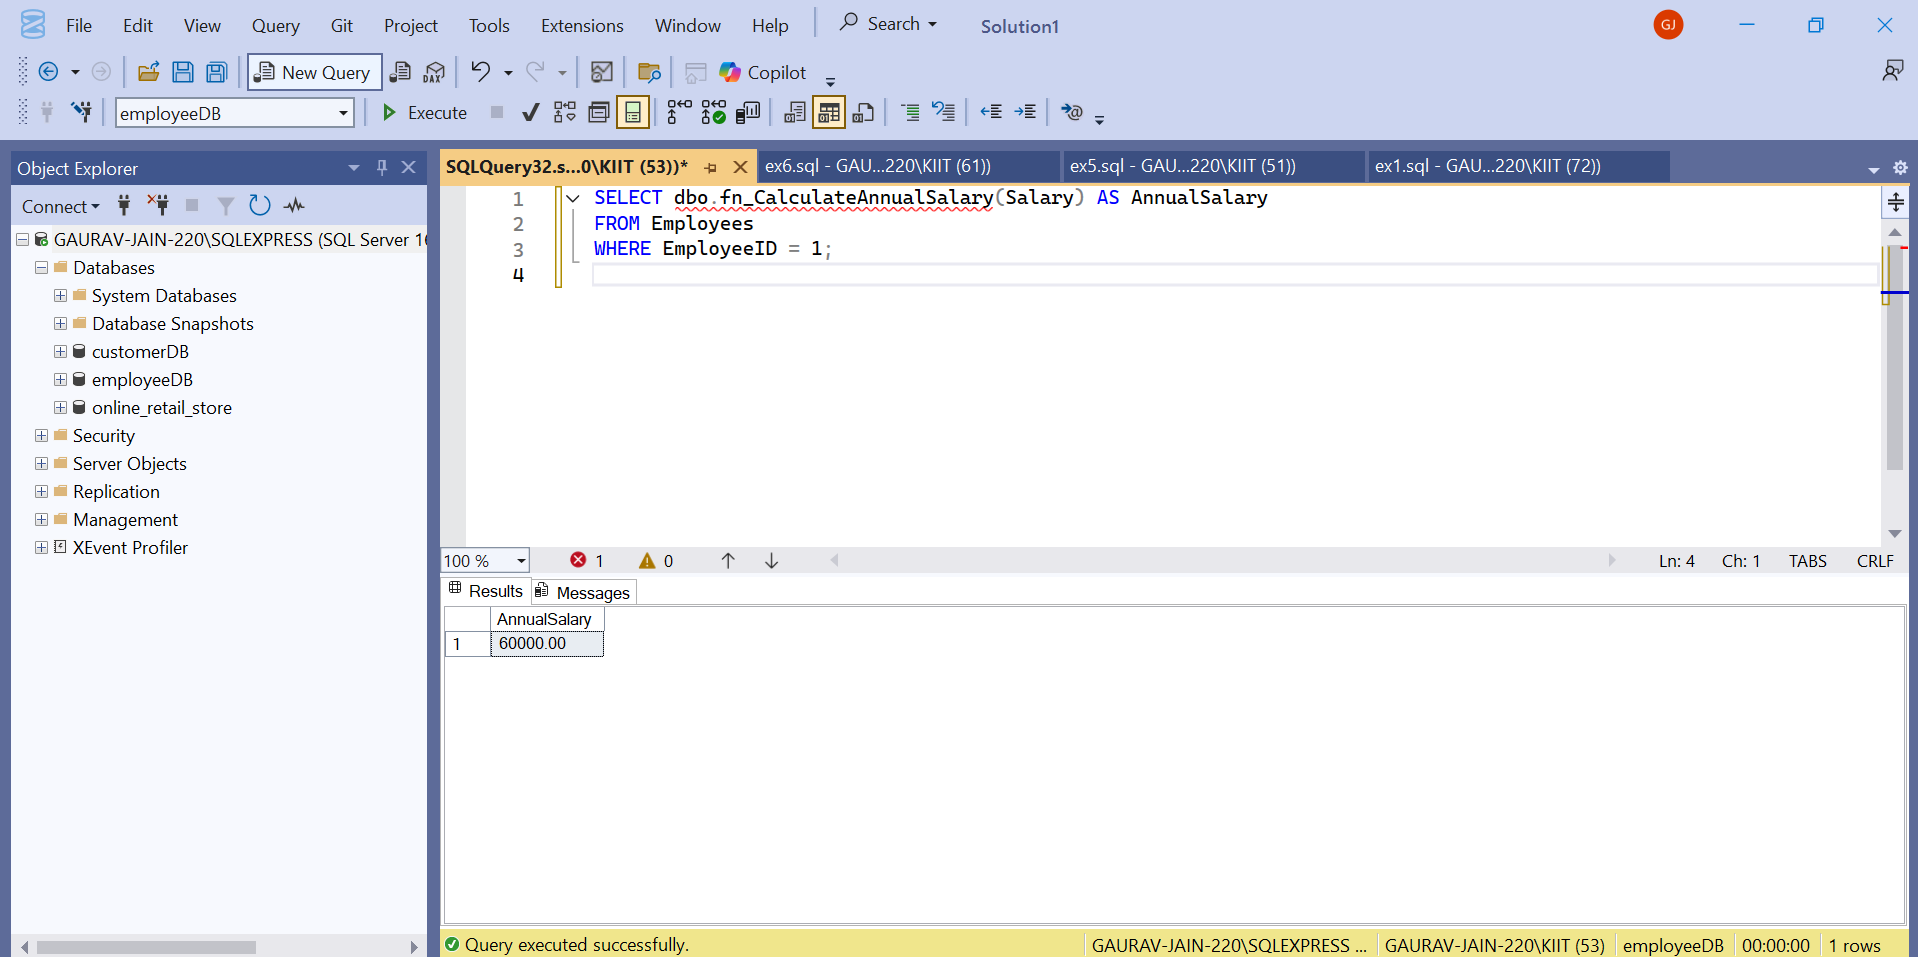 File Edit View Query Git Project Tools Extensions Window Help Search Solution1 GJ
New Query DAX Copilot
employeeDB Execute
Object Explorer
Connect
GAURAV-JAIN-220\SQLEXPRESS (SQL Server 16
Databases
System Databases
Database Snapshots
customerDB
employeeDB
online_retail_store
Security
Server Objects
Replication
Management
XEvent Profiler
SQLQuery32.s...0\KIIT (53))* ex6.sql - GAU...220\KIIT (61)) ex5.sql - GAU...220\KIIT (51)) ex1.sql - GAU...220\KIIT (72))
1 SELECT dbo.fn_CalculateAnnualSalary(Salary) AS AnnualSalary
2 FROM Employees
3 WHERE EmployeeID = 1;
4
100 % 1 0 Ln: 4 Ch: 1 TABS CRLF
Results Messages
AnnualSalary
1 60000.00
Query executed successfully. GAURAV-JAIN-220\SQLEXPRESS ... GAURAV-JAIN-220\KIIT (53) employeeDB 00:00:00 1 rows